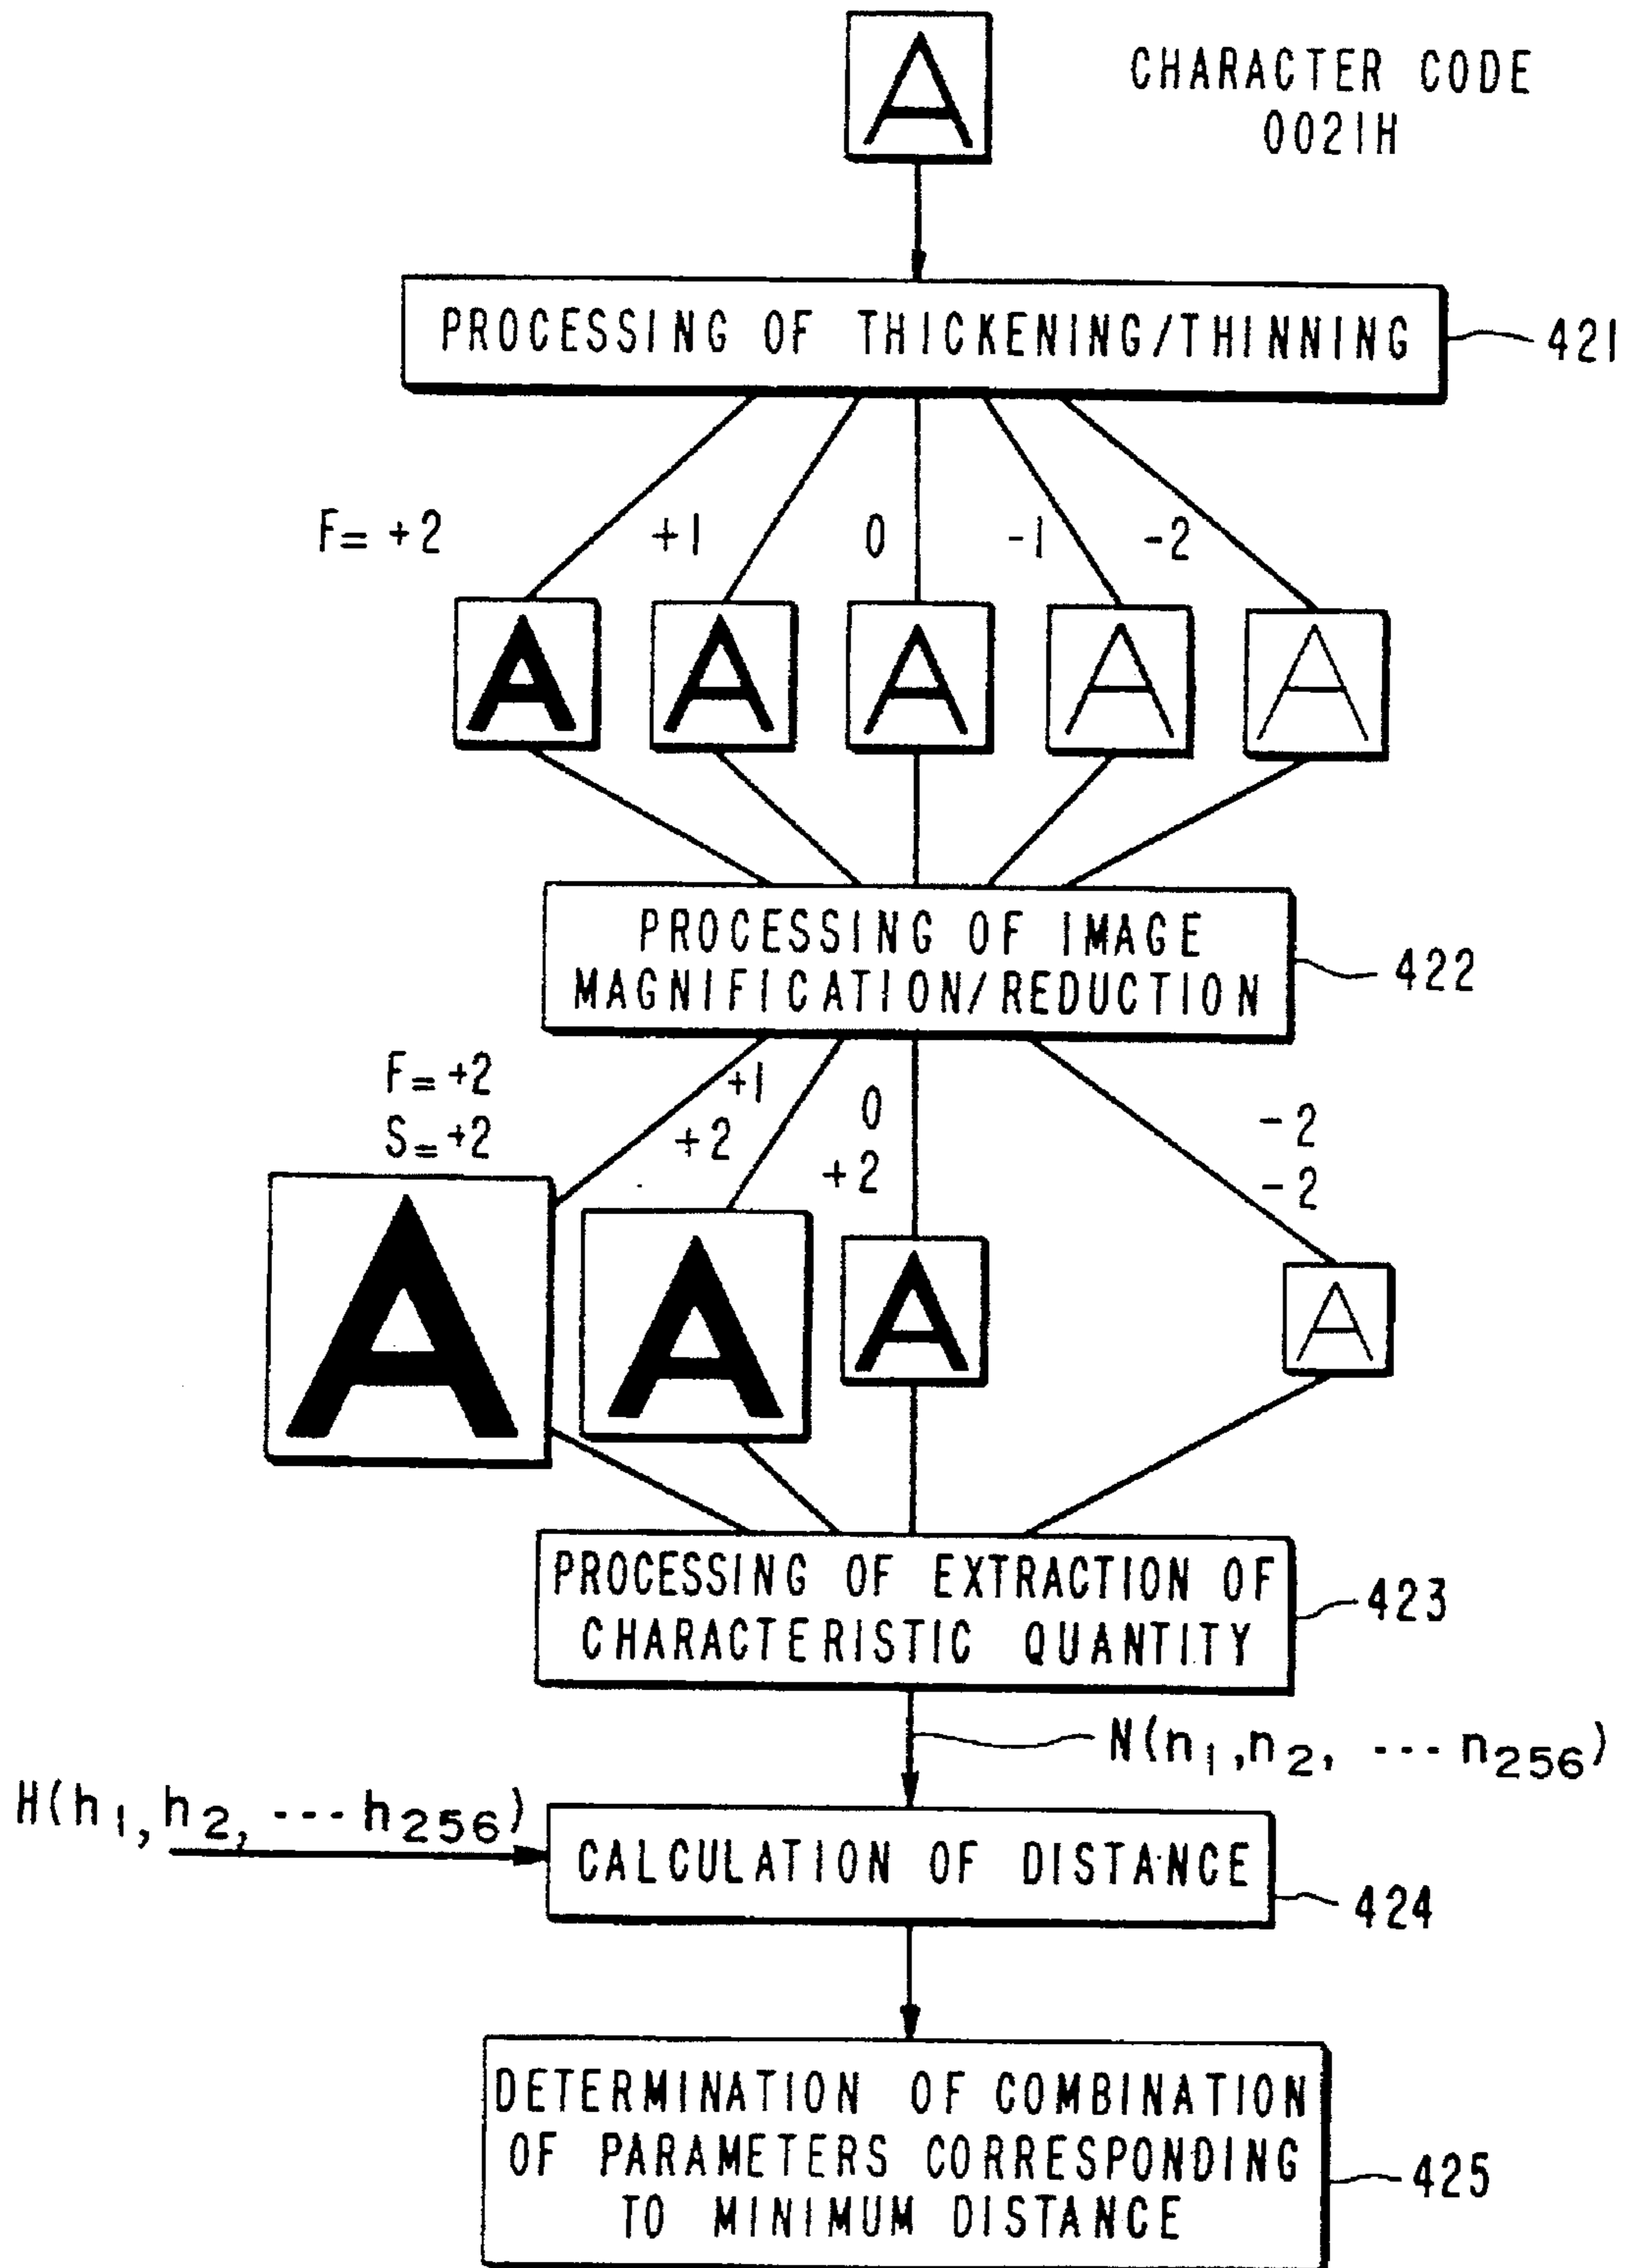 A
CHARACTER CODE
0021H
PROCESSING OF THICKENING/THINNING
421
F= +2 +1 0 -1 -2
A A A A A
PROCESSING OF IMAGE
MAGNIFICATION/REDUCTION
422
F= +2 +1 0 -2
S= +2 +2 +2 -2
A A A A
PROCESSING OF EXTRACTION OF
CHARACTERISTIC QUANTITY
423
N(n1,n2, --- n256)
H(h1,h2, --- h256)
CALCULATION OF DISTANCE
424
DETERMINATION OF COMBINATION
OF PARAMETERS CORRESPONDING
TO MINIMUM DISTANCE
425